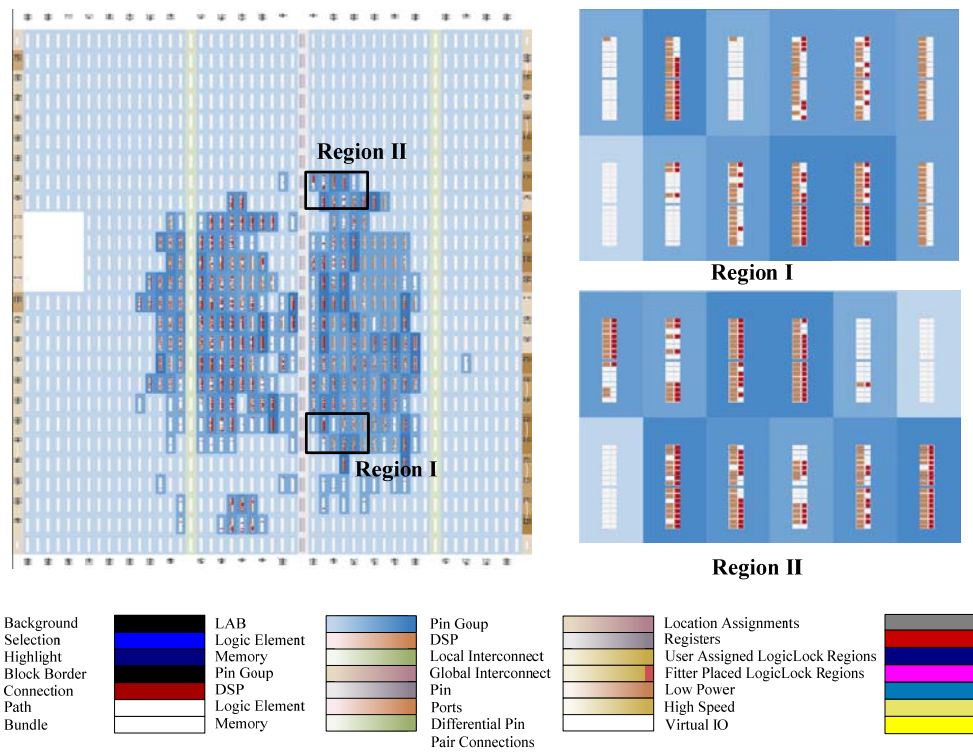 Region II
Region I
Region I
Region II
Background
Selection
Highlight
Block Border
Connection
Path
Bundle
LAB
Logic Element
Memory
Pin Goup
DSP
Logic Element
Memory
Pin Goup
DSP
Local Interconnect
Global Interconnect
Pin
Ports
Differential Pin
Pair Connections
Location Assignments
Registers
User Assigned LogicLock Regions
Fitter Placed LogicLock Regions
Low Power
High Speed
Virtual IO